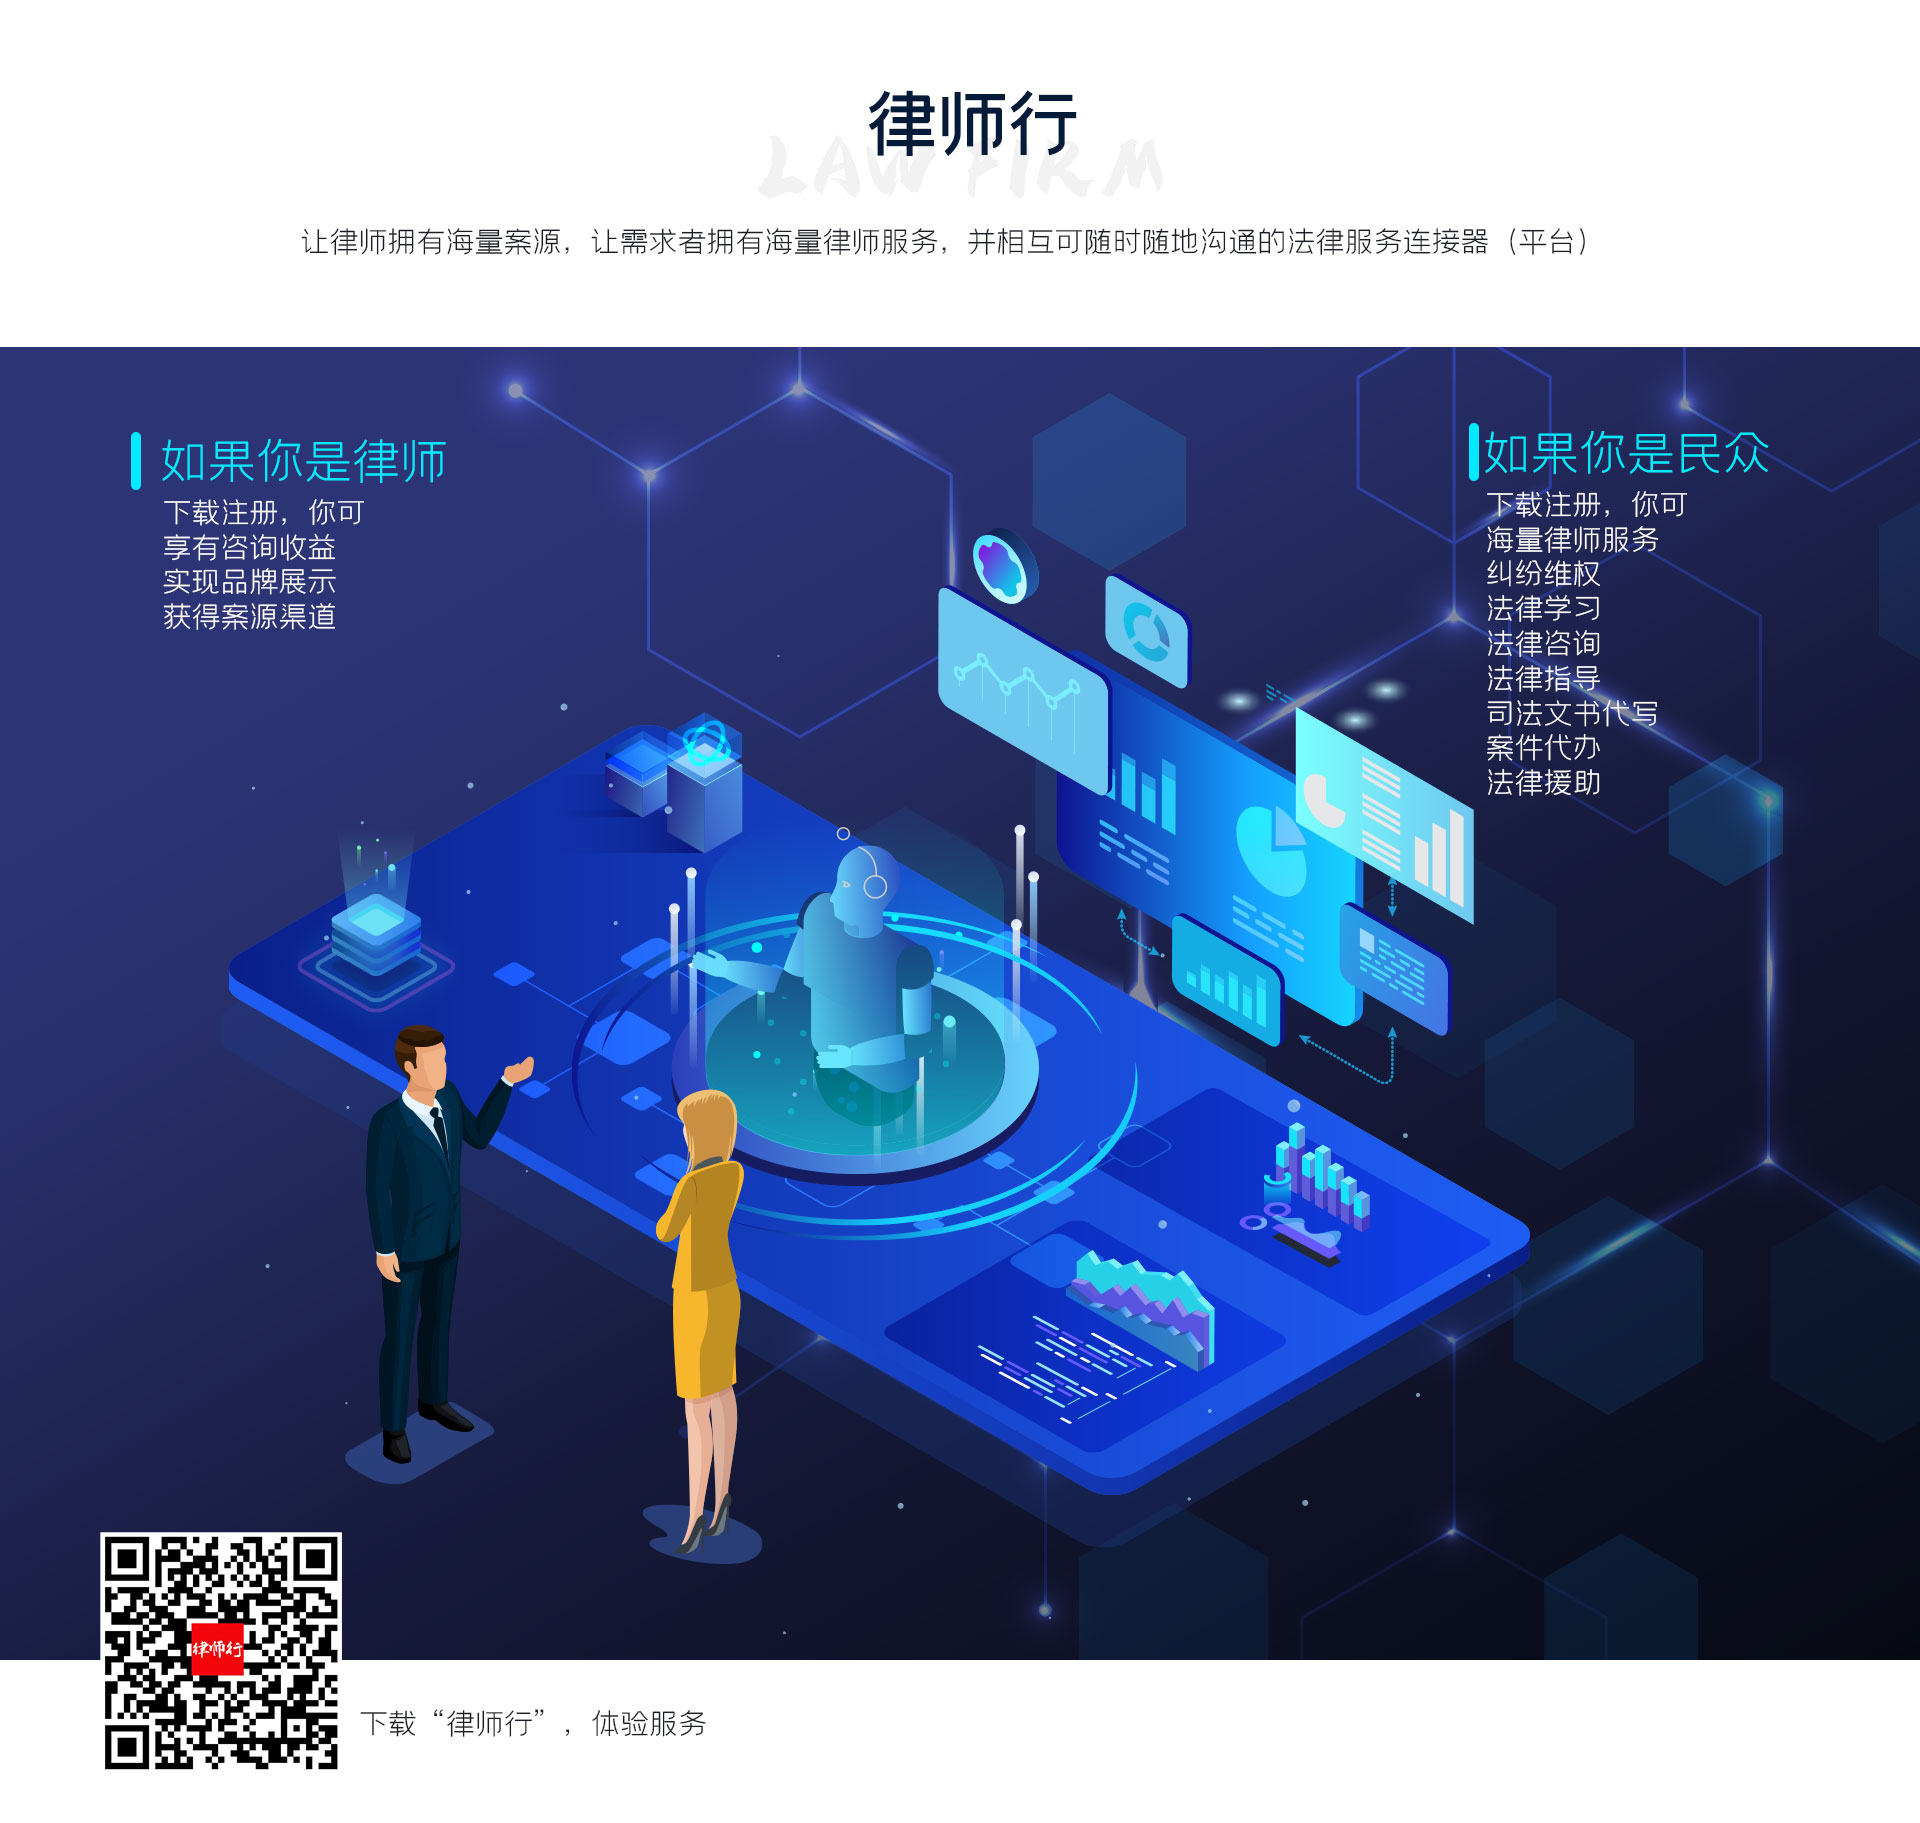 律师行
LAW FIRM
让律师拥有海量案源，让需求者拥有海量律师服务，并相互可随时随地沟通的法律服务连接器（平台）
如果你是律师
下载注册，你可
享有咨询收益
实现品牌展示
获得案源渠道
如果你是民众
下载注册，你可
海量律师服务
纠纷维权
法律学习
法律咨询
法律指导
司法文书代写
案件代办
法律援助
律师行
下载“律师行”，体验服务